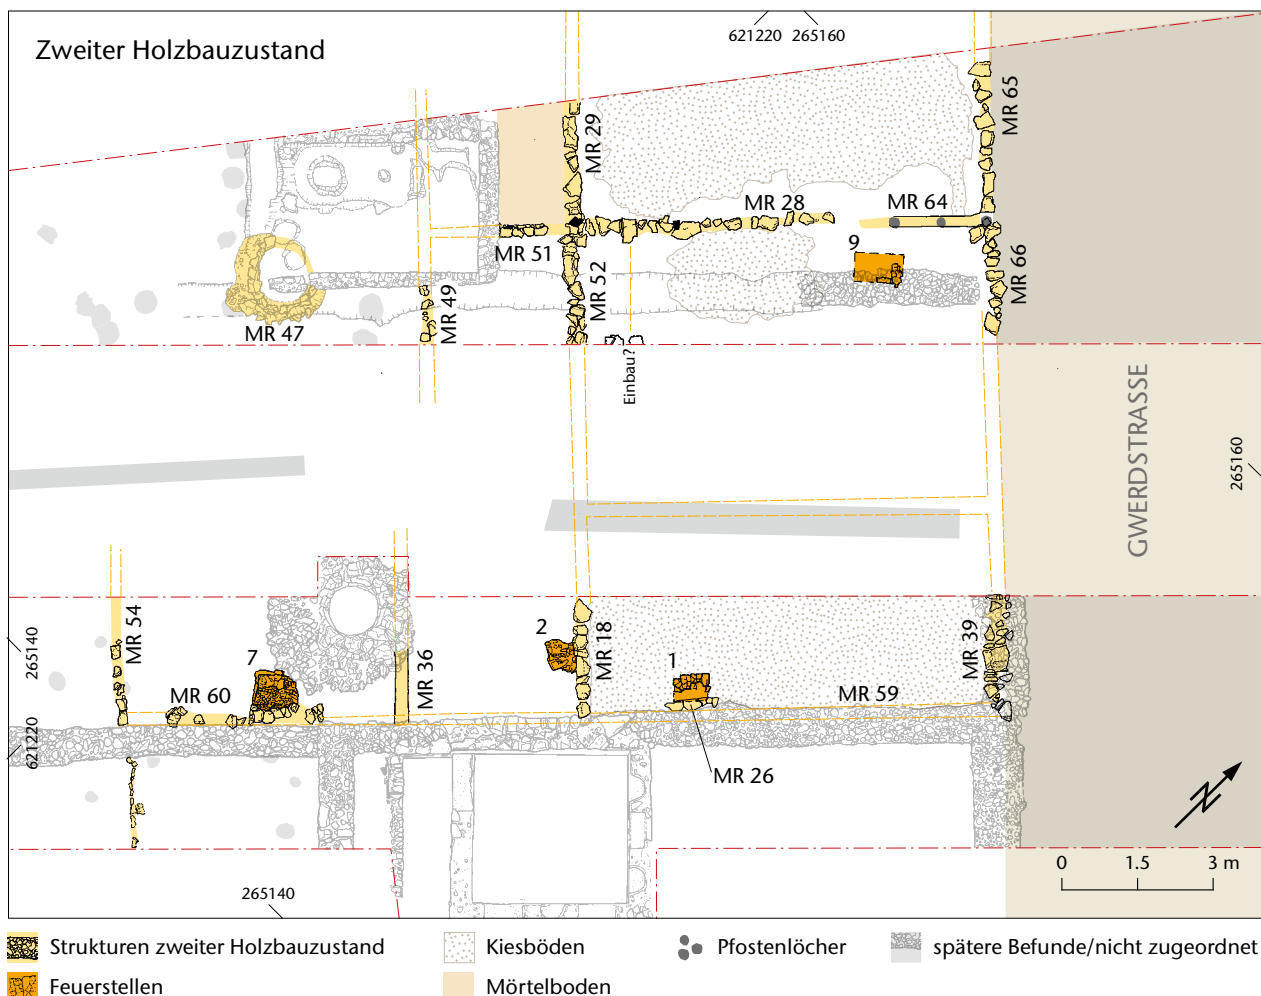 Zweiter Holzbauzustand
621220 265160
MR 65
MR 29
MR 28
MR 64
MR 51
MR 52
9
MR 66
MR 49
MR 47
Einbau?
GWERDSTRASSE
265160
265140
621220
MR 54
7
MR 60
MR 36
2
MR 18
1
MR 59
MR 39
MR 26
N
265140
0 1.5 3 m
Strukturen zweiter Holzbauzustand
Kiesböden
Pfostenlöcher
spätere Befunde/nicht zugeordnet
Feuerstellen
Mörtelboden